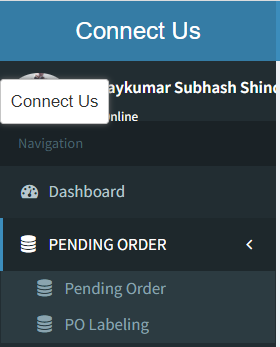 Connect Us
aykumar Subhash Shind
Connect Us
nline
Navigation
Dashboard
PENDING ORDER
Pending Order
PO Labeling